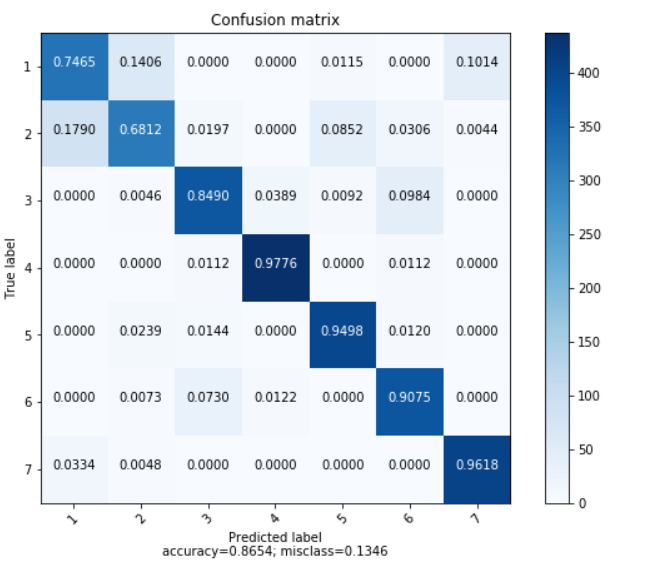 Confusion matrix
1 0.7465 0.1406 0.0000 0.0000 0.0115 0.0000 0.1014
2 0.1790 0.6812 0.0197 0.0000 0.0852 0.0306 0.0044
3 0.0000 0.0046 0.8490 0.0389 0.0092 0.0984 0.0000
4 0.0000 0.0000 0.0112 0.9776 0.0000 0.0112 0.0000
5 0.0000 0.0239 0.0144 0.0000 0.9498 0.0120 0.0000
6 0.0000 0.0073 0.0730 0.0122 0.0000 0.9075 0.0000
7 0.0334 0.0048 0.0000 0.0000 0.0000 0.0000 0.9618
True label
1 2 3 4 5 6 7
Predicted label
accuracy=0.8654; misclass=0.1346
400
350
300
250
200
150
100
50
0